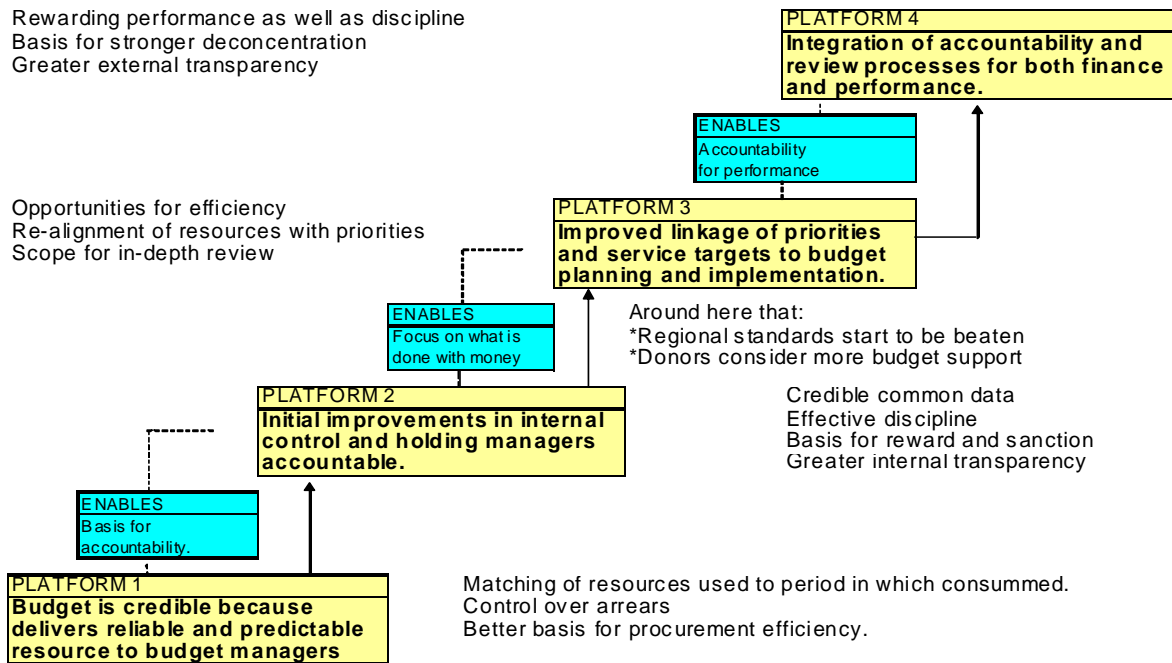 Rewarding performance as well as discipline
Basis for stronger deconcentration
Greater external transparency
PLATFORM 4
Integration of accountability and
review processes for both finance
and performance.
ENABLES
Accountability
for performance
Opportunities for efficiency
Re-alignment of resources with priorities
Scope for in-depth review
PLATFORM 3
Improved linkage of priorities
and service targets to budget
planning and implementation.
ENABLES
Focus on what is
done with money
Around here that:
*Regional standards start to be beaten
*Donors consider more budget support
PLATFORM 2
Initial improvements in internal
control and holding managers
accountable.
Credible common data
Effective discipline
Basis for reward and sanction
Greater internal transparency
ENABLES
Basis for
accountability.
PLATFORM 1
Budget is credible because
delivers reliable and predictable
resource to budget managers
Matching of resources used to period in which consummed.
Control over arrears
Better basis for procurement efficiency.